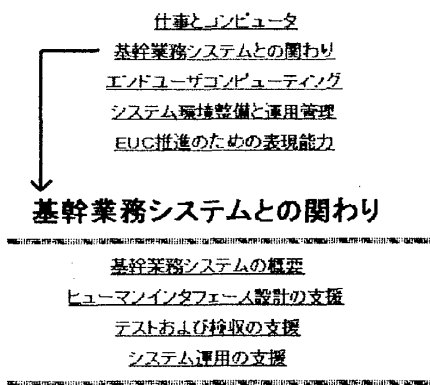 仕事とコンピュータ
基幹業務システムとの関わり
エンドユーザコンピューティング
システム環境整備と運用管理
EUC推進のための表現能力
基幹業務システムとの関わり
基幹業務システムの概要
ヒューマンインタフェース設計の支援
テストおよび検収の支援
システム運用の支援